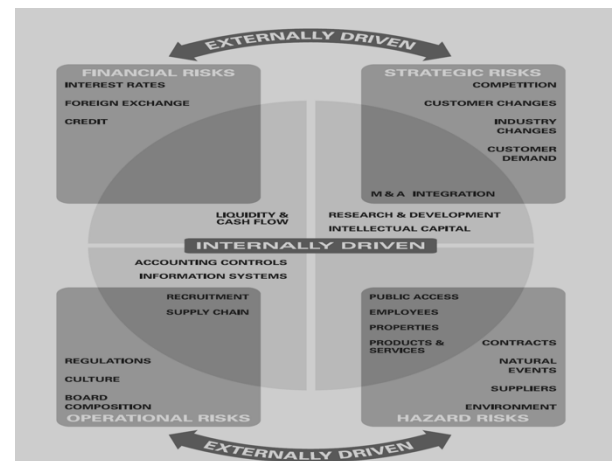 EXTERNALLY DRIVEN
FINANCIAL RISKS
INTEREST RATES
FOREIGN EXCHANGE
CREDIT
STRATEGIC RISKS
COMPETITION
CUSTOMER CHANGES
INDUSTRY
CHANGES
CUSTOMER
DEMAND
M & A INTEGRATION
LIQUIDITY &
CASH FLOW
RESEARCH & DEVELOPMENT
INTELLECTUAL CAPITAL
INTERNALLY DRIVEN
ACCOUNTING CONTROLS
INFORMATION SYSTEMS
RECRUITMENT
SUPPLY CHAIN
REGULATIONS
CULTURE
BOARD
COMPOSITION
OPERATIONAL RISKS
PUBLIC ACCESS
EMPLOYEES
PROPERTIES
PRODUCTS &
SERVICES
CONTRACTS
NATURAL
EVENTS
SUPPLIERS
ENVIRONMENT
HAZARD RISKS
EXTERNALLY DRIVEN